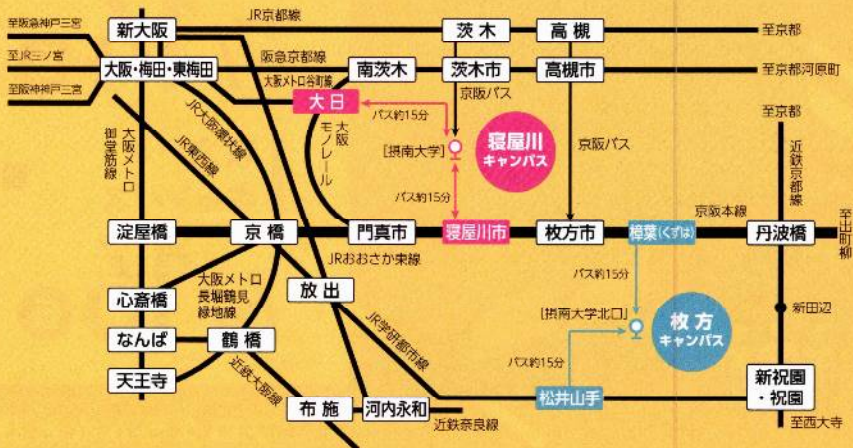 至阪急神戸三宮
新大阪
JR京都線
茨木
高槻
至京都
至JR三ノ宮
大阪・梅田・東梅田
阪急京都線
南茨木
茨木市
高槻市
至京都河原町
至阪神神戸三宮
大阪メトロ谷町線
大日
京阪バス
至京都
バス約15分
大阪
モノレール
[摂南大学]
寝屋川
キャンパス
京阪バス
近鉄京都線
JR大阪環状線
JR東西線
大阪メトロ
御堂筋線
バス約15分
京阪本線
至出町柳
淀屋橋
京橋
門真市
寝屋川市
枚方市
樟葉(くずは)
丹波橋
JRおおさか東線
大阪メトロ
長堀鶴見
緑地線
放出
バス約15分
心斎橋
新田辺
JR学研都市線
[摂南大学北口]
枚方
キャンパス
なんば
鶴橋
バス約15分
天王寺
近鉄大阪線
新祝園
・祝園
布施
河内永和
松井山手
近鉄奈良線
至西大寺